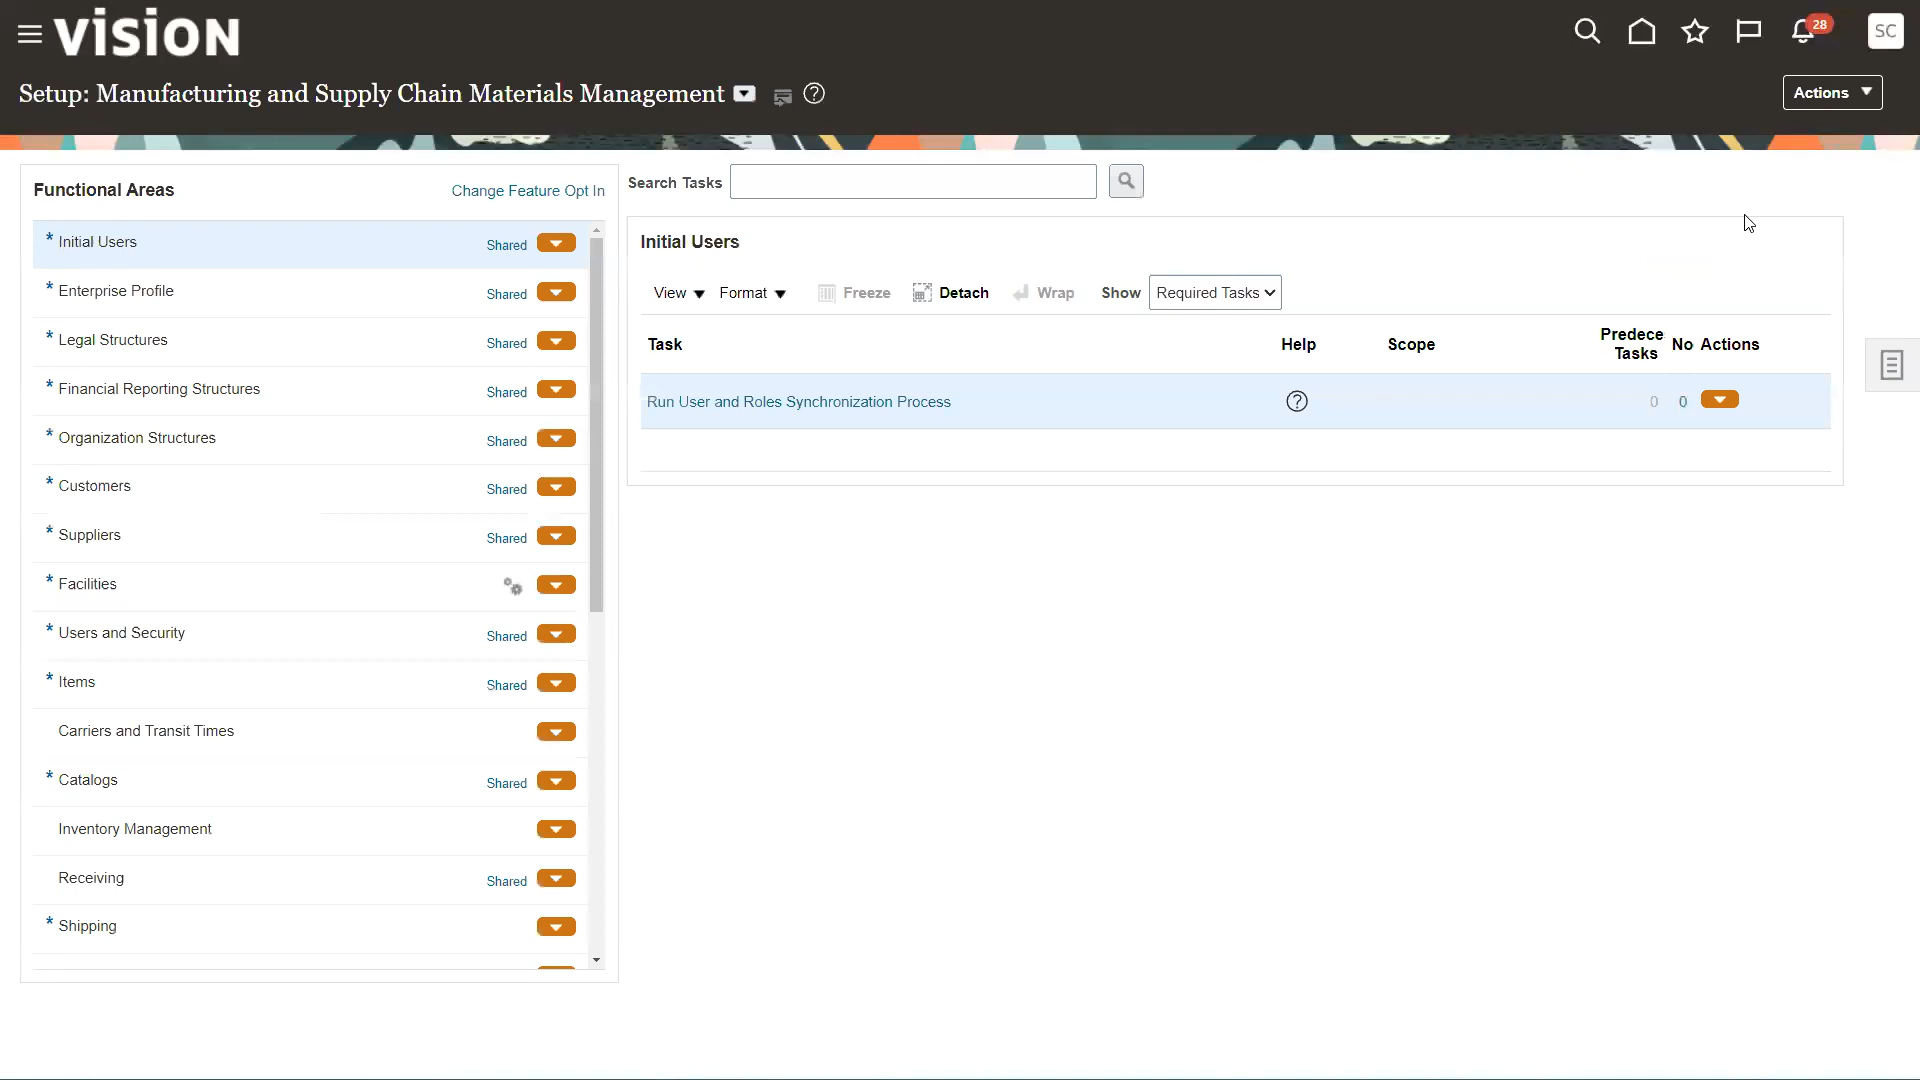 vision
28
SC
Setup: Manufacturing and Supply Chain Materials Management
Actions
Functional Areas
Change Feature Opt In
* Initial Users Shared
* Enterprise Profile Shared
* Legal Structures Shared
* Financial Reporting Structures Shared
* Organization Structures Shared
* Customers Shared
* Suppliers Shared
* Facilities
* Users and Security Shared
* Items Shared
Carriers and Transit Times
* Catalogs Shared
Inventory Management
Receiving Shared
* Shipping
Search Tasks
Initial Users
View Format Freeze Detach Wrap Show Required Tasks
Task Help Scope Predece Tasks No Actions
Run User and Roles Synchronization Process 0 0